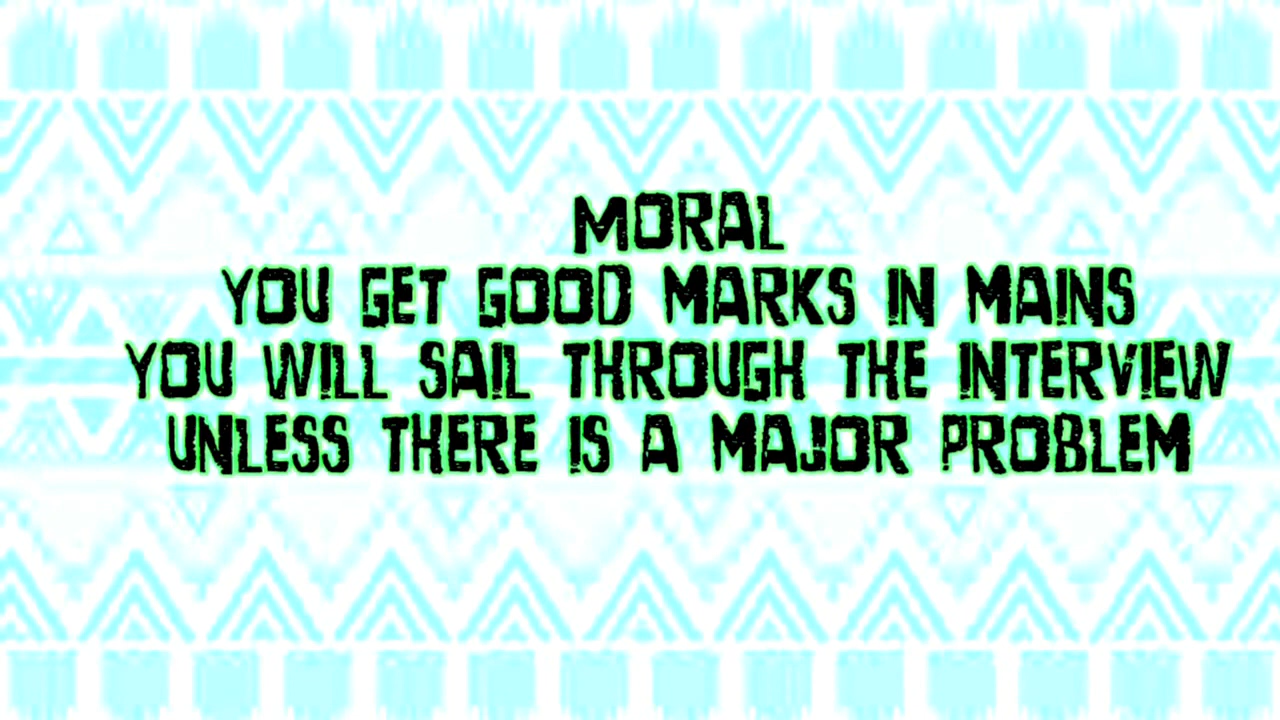 MORAL
YOU GET GOOD MARKS IN MAINS
YOU WILL SAIL THROUGH THE INTERVIEW
UNLESS THERE IS A MAJOR PROBLEM